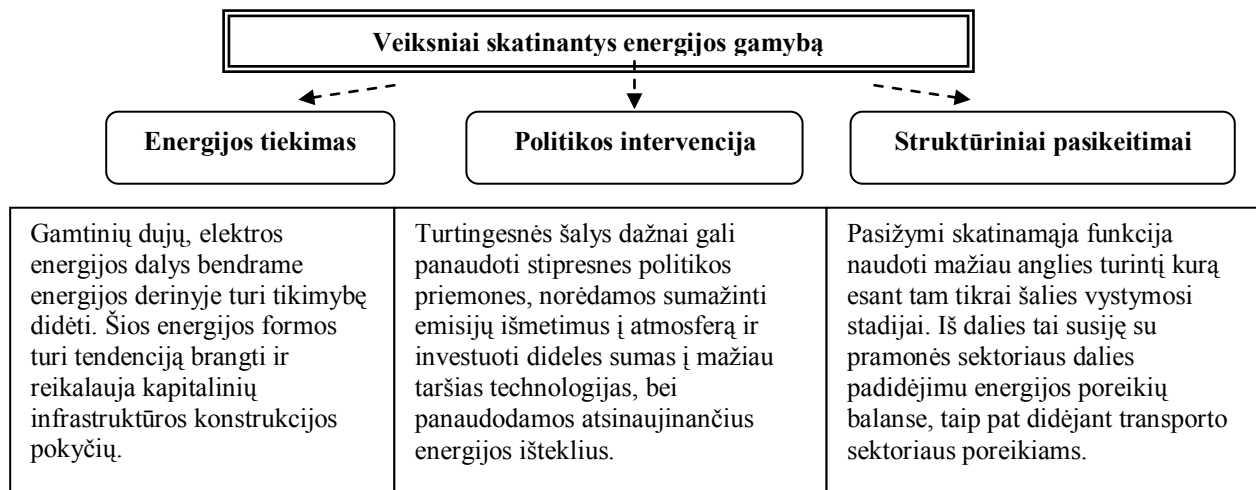 Veiksniai skatinantys energijos gamybą
Energijos tiekimas
Politikos intervencija
Struktūriniai pasikeitimai
Gamtinių dujų, elektros
energijos dalys bendrame
energijos derinyje turi tikimybę
didėti. Šios energijos formos
turi tendenciją brangti ir
reikalauja kapitalinių
infrastruktūros konstrukcijos
pokyčių.
Turtingesnės šalys dažnai gali
panaudoti stipresnes politikos
priemones, norėdamos sumažinti
emisijų išmetimus į atmosferą ir
investuoti dideles sumas į mažiau
taršias technologijas, bei
panaudodamos atsinaujinančius
energijos išteklius.
Pasižymi skatinamąja funkcija
naudoti mažiau anglies turintį kurą
esant tam tikrai šalies vystymosi
stadijai. Iš dalies tai susiję su
pramonės sektoriaus dalies
padidėjimu energijos poreikių
balanse, taip pat didėjant transporto
sektoriaus poreikiams.